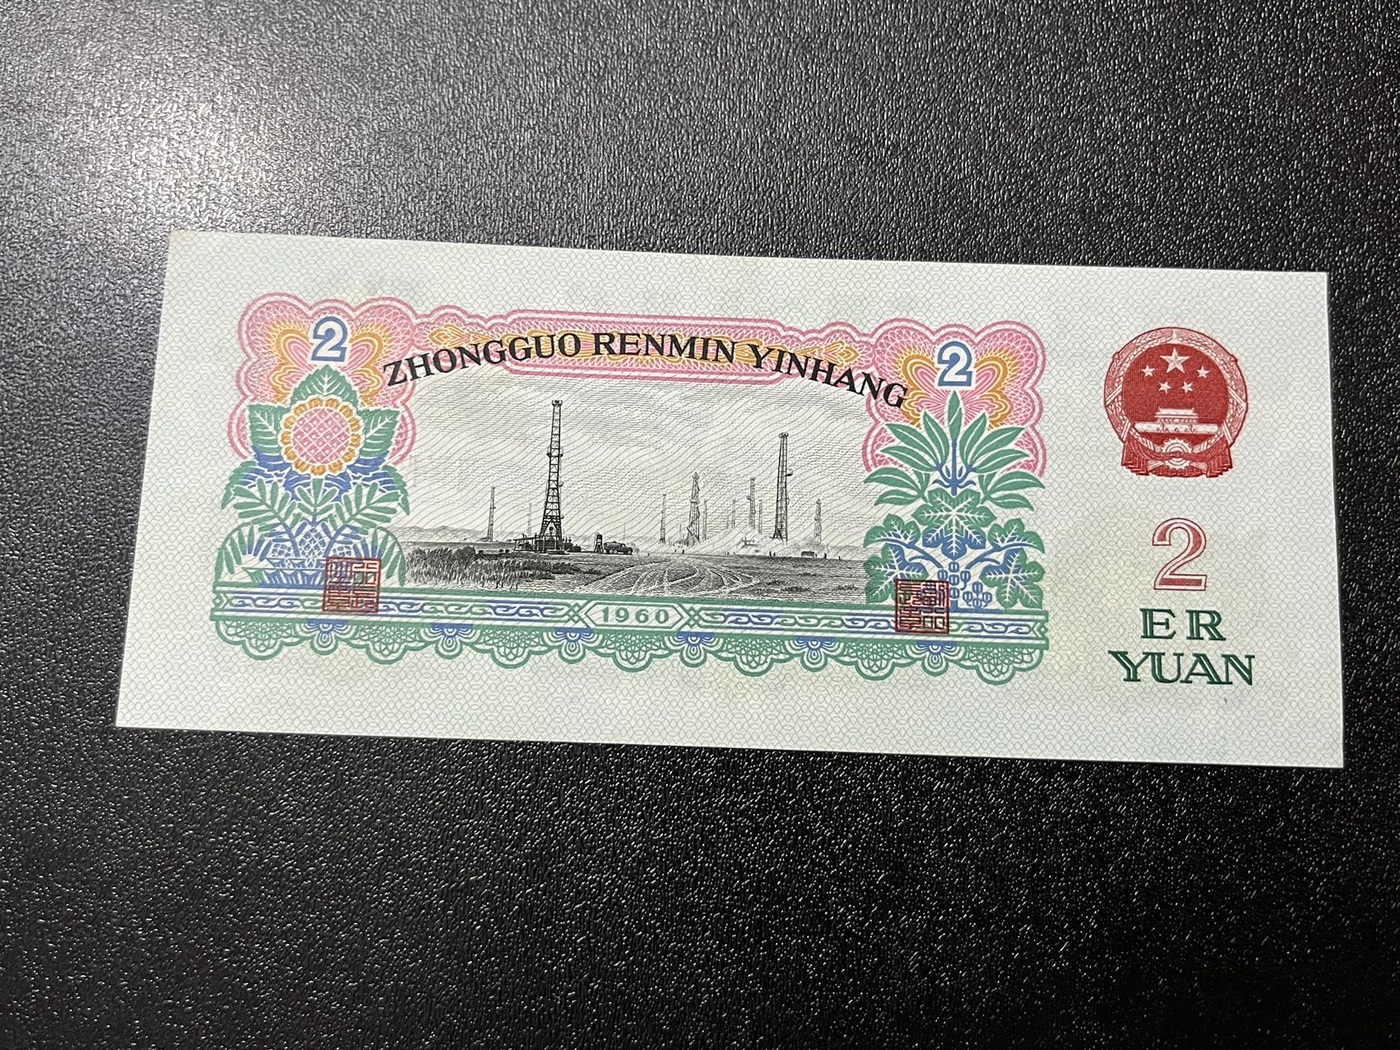 2
ZHONGGUO RENMIN YINHANG
2
1960
2
ER
YUAN